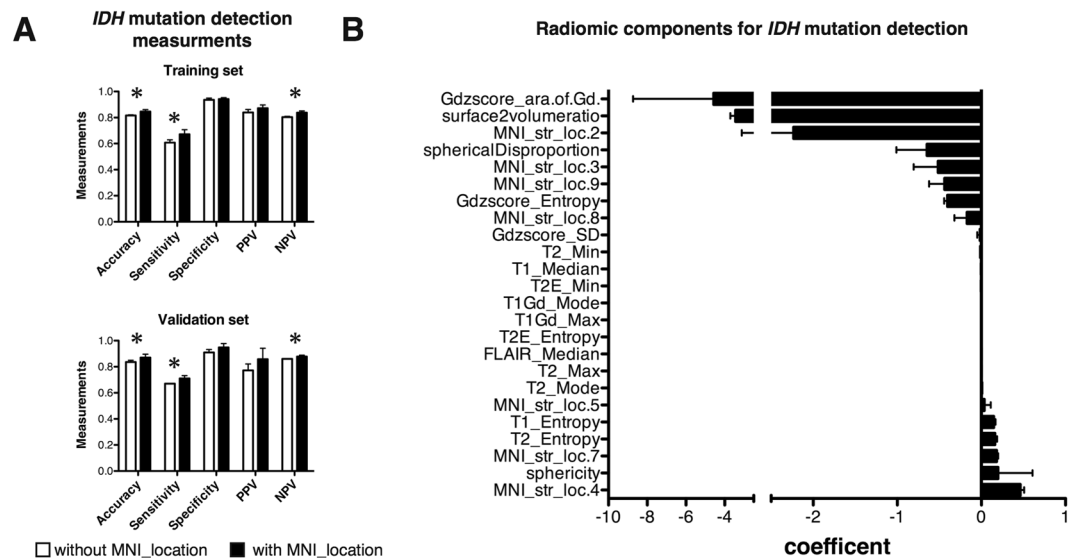 A
IDH mutation detection
measurments
Training set
*
*
*
Measurements
1.0
0.8
0.6
0.4
0.2
0.0
Accuracy
Sensitivity
Specificity
PPV
NPV
Validation set
*
*
*
Measurements
1.0
0.8
0.6
0.4
0.2
0.0
Accuracy
Sensitivity
Specificity
PPV
NPV
without MNI_location with MNI_location
B
Radiomic components for IDH mutation detection
Gdzscore_ara.of.Gd.
surface2volumeratio
MNI_str_loc.2
sphericalDisproportion
MNI_str_loc.3
MNI_str_loc.9
Gdzscore_Entropy
MNI_str_loc.8
Gdzscore_SD
T2_Min
T1_Median
T2E_Min
T1Gd_Mode
T1Gd_Max
T2E_Entropy
FLAIR_Median
T2_Max
T2_Mode
MNI_str_loc.5
T1_Entropy
T2_Entropy
MNI_str_loc.7
sphericity
MNI_str_loc.4
-10 -8 -6 -4 -2 -1 0 1
coefficent